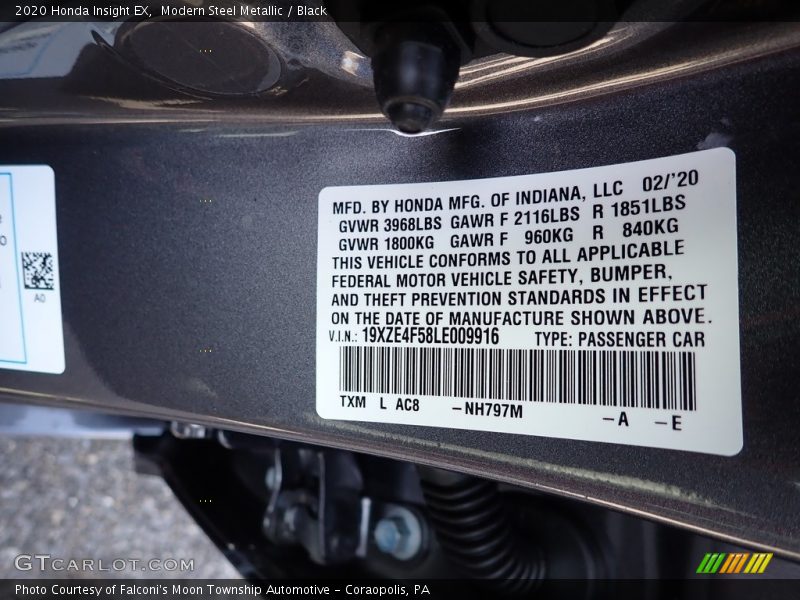 2020 Honda Insight EX,  Modern Steel Metallic / Black
MFD. BY HONDA MFG. OF INDIANA, LLC 02/'20
GVWR 3968LBS GAWR F 2116LBS R 1851LBS
GVWR 1800KG GAWR F 960KG R 840KG
THIS VEHICLE CONFORMS TO ALL APPLICABLE
FEDERAL MOTOR VEHICLE SAFETY, BUMPER,
AND THEFT PREVENTION STANDARDS IN EFFECT
ON THE DATE OF MANUFACTURE SHOWN ABOVE.
V.I.N.: 19XZE4F58LE009916 TYPE: PASSENGER CAR
TXM L AC8 -NH797M -A -E
A0
GTCARLOT.COM
Photo Courtesy of Falconi's Moon Township Automotive - Coraopolis, PA